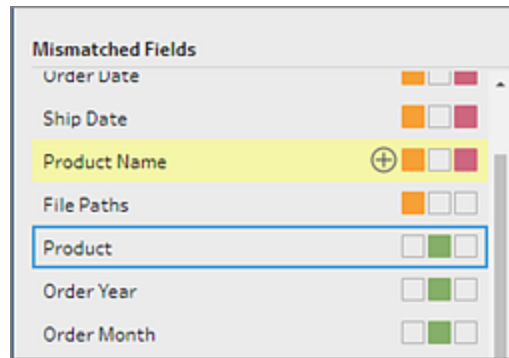 Mismatched Fields
Order Date
Ship Date
Product Name
File Paths
Product
Order Year
Order Month